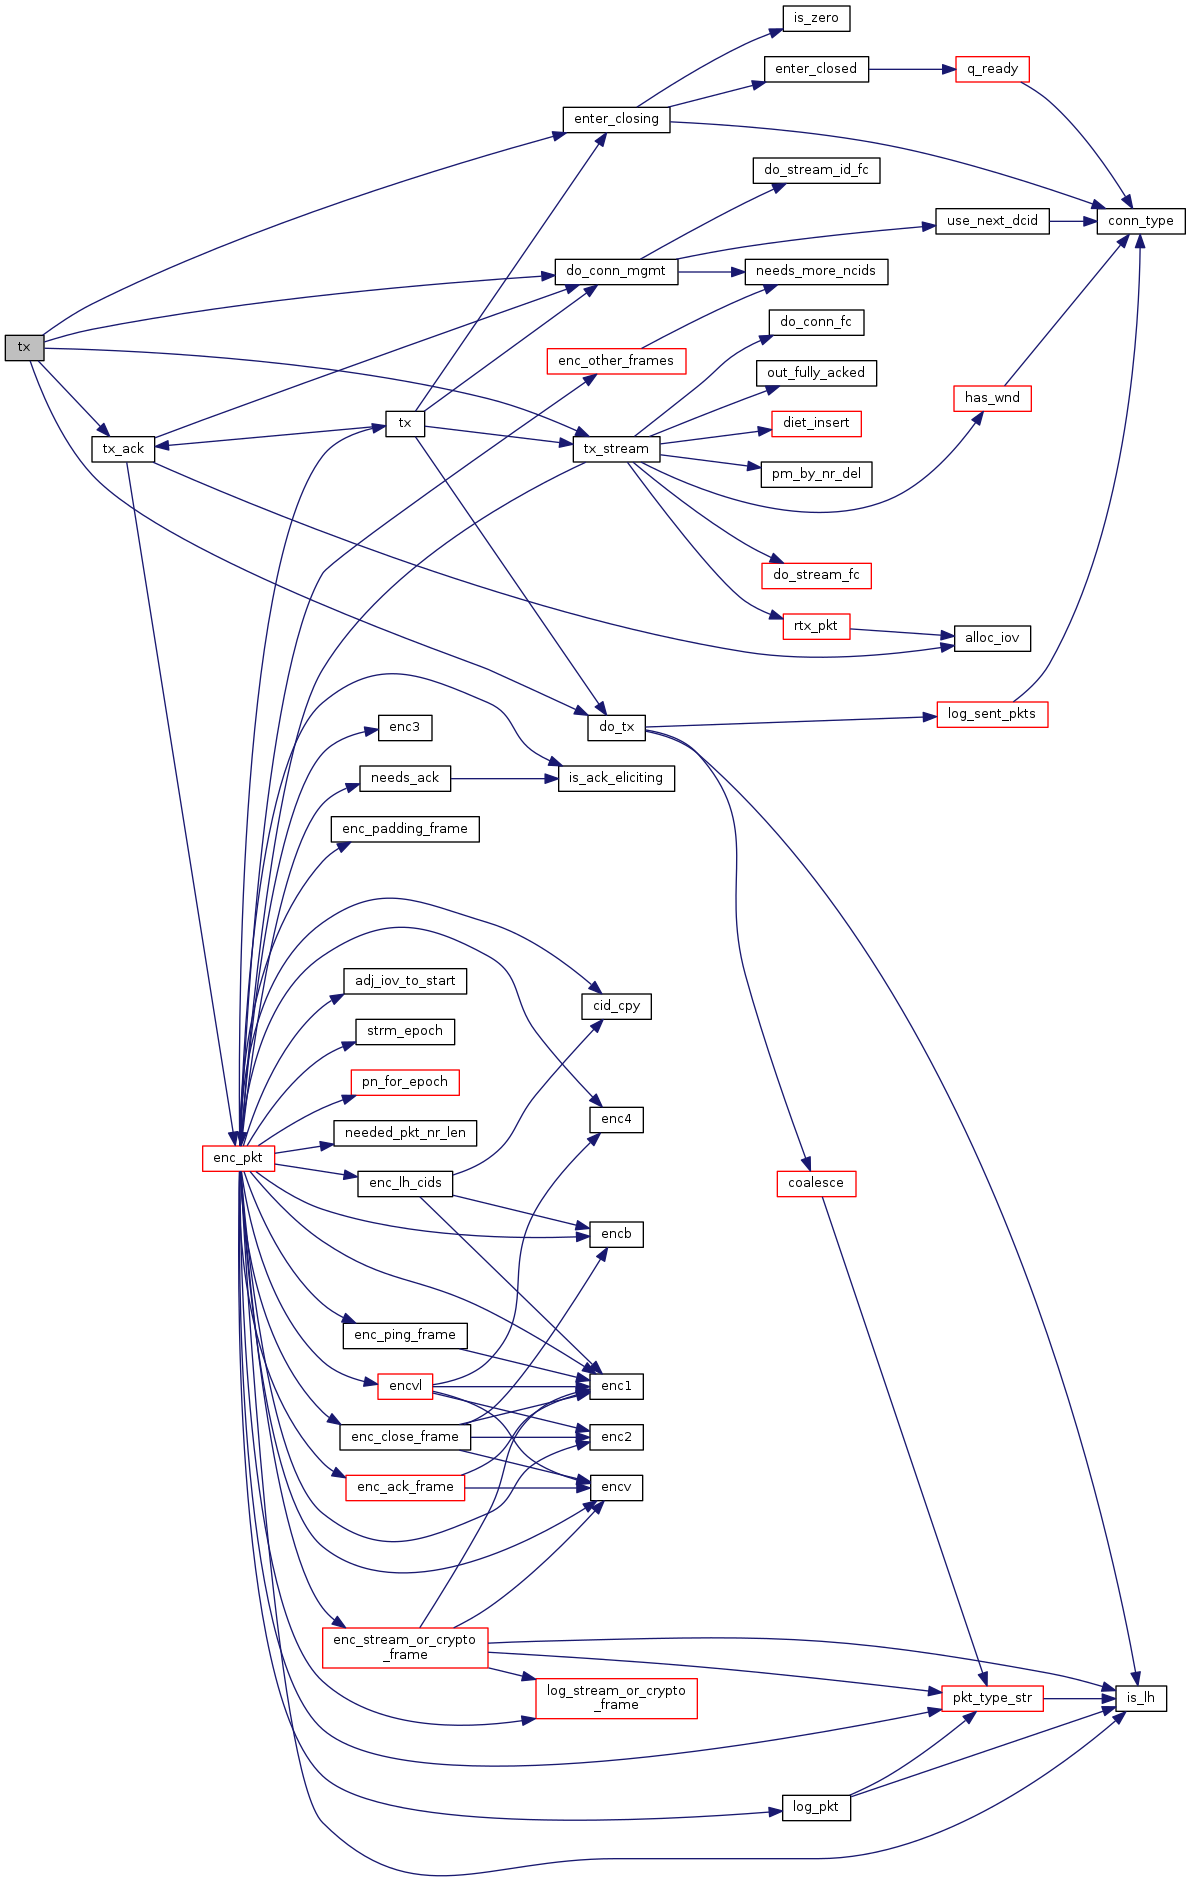 is_zero
enter_closed
q_ready
enter_closing
do_stream_id_fc
use_next_dcid
conn_type
do_conn_mgmt
needs_more_ncids
do_conn_fc
tx
enc_other_frames
out_fully_acked
has_wnd
tx
diet_insert
tx_ack
tx_stream
pm_by_nr_del
do_stream_fc
rtx_pkt
alloc_iov
log_sent_pkts
enc3
do_tx
needs_ack
is_ack_eliciting
enc_padding_frame
adj_iov_to_start
cid_cpy
strm_epoch
pn_for_epoch
enc4
needed_pkt_nr_len
enc_pkt
enc_lh_cids
coalesce
encb
enc_ping_frame
encvl
enc1
enc_close_frame
enc2
enc_ack_frame
encv
enc_stream_or_crypto
_frame
log_stream_or_crypto
_frame
pkt_type_str
is_lh
log_pkt